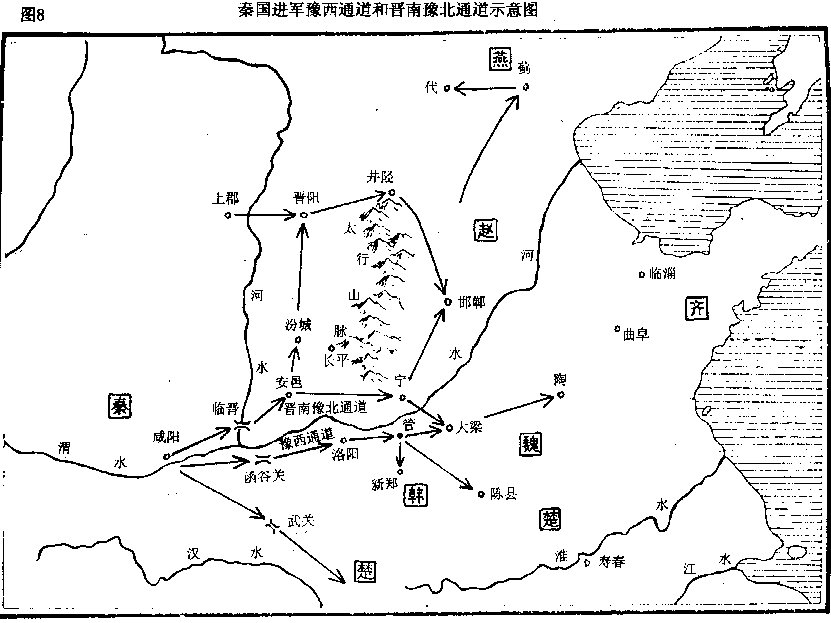 图8
秦国进军豫西通道和晋南豫北通道示意图
燕
蓟
代
井陉
上郡
晋阳
太
行
山
脉
赵
河
临淄
河
邯郸
齐
汾城
曲阜
长平
水
水
安邑
宁
陶
秦
临晋
晋南豫北通道
咸阳
豫西通道
管
大梁
魏
渭
水
洛阳
函谷关
新郑
韩
陈县
武关
楚
水
汉
水
淮
寿春
江
水
楚